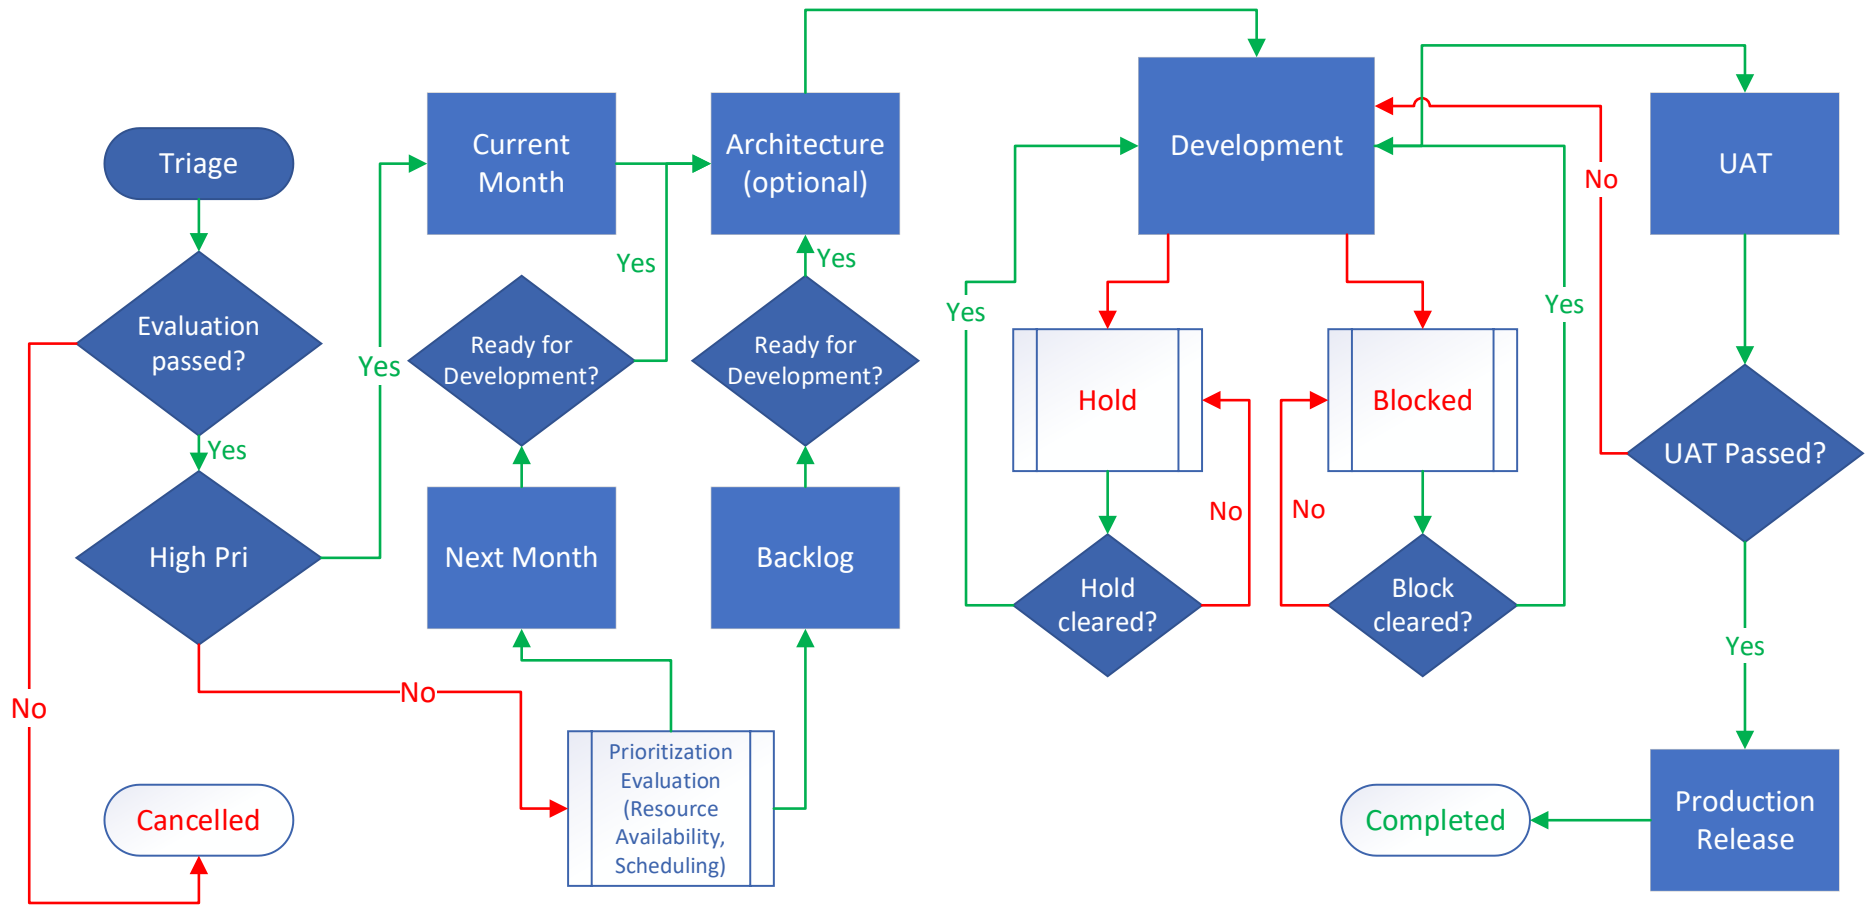 Triage
Evaluation
passed?
Yes
High Pri
No
Cancelled
Yes
No
Current
Month
Yes
Ready for
Development?
Next Month
Prioritization
Evaluation
(Resource
Availability,
Scheduling)
Architecture
(optional)
Yes
Ready for
Development?
Backlog
Development
Yes
Hold
No
Hold
cleared?
Blocked
No
Yes
Block
cleared?
No
UAT
UAT Passed?
Yes
Production
Release
Completed